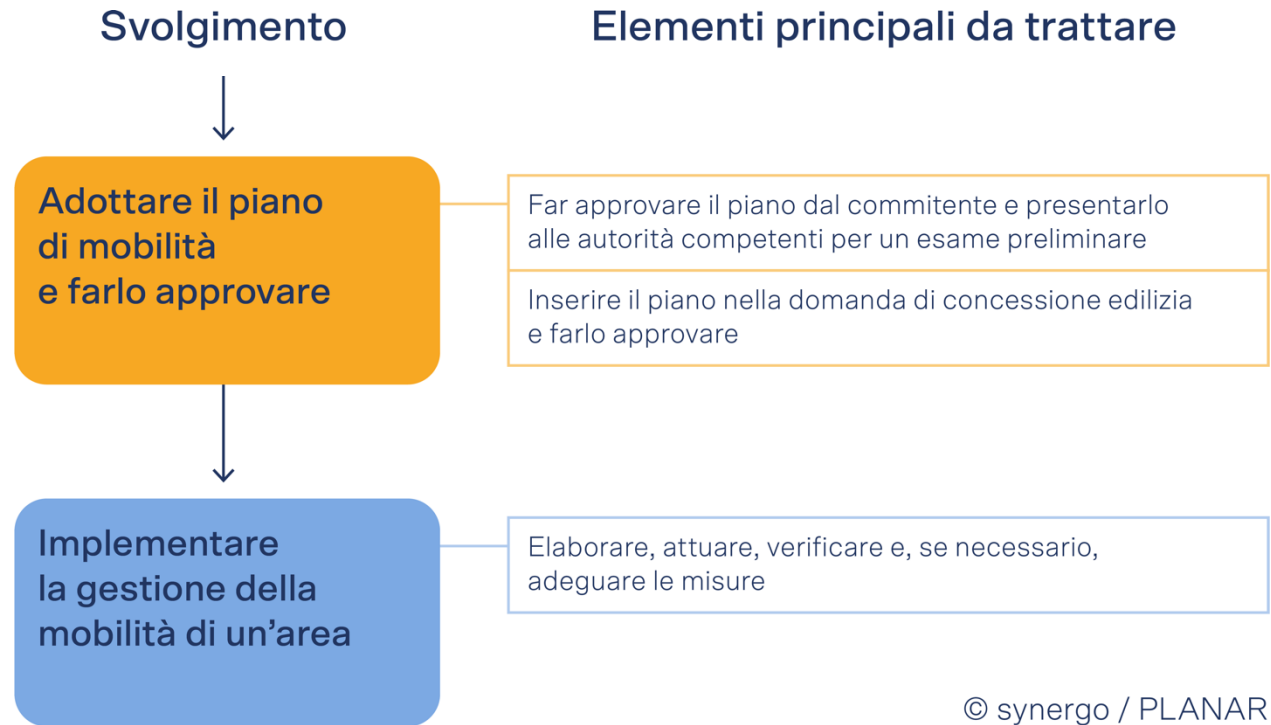 Svolgimento
Elementi principali da trattare
Adottare il piano
di mobilità
e farlo approvare
Far approvare il piano dal commitente e presentarlo
alle autorità competenti per un esame preliminare
Inserire il piano nella domanda di concessione edilizia
e farlo approvare
Implementare
la gestione della
mobilità di un’area
Elaborare, attuare, verificare e, se necessario,
adeguare le misure
© synergo / PLANAR